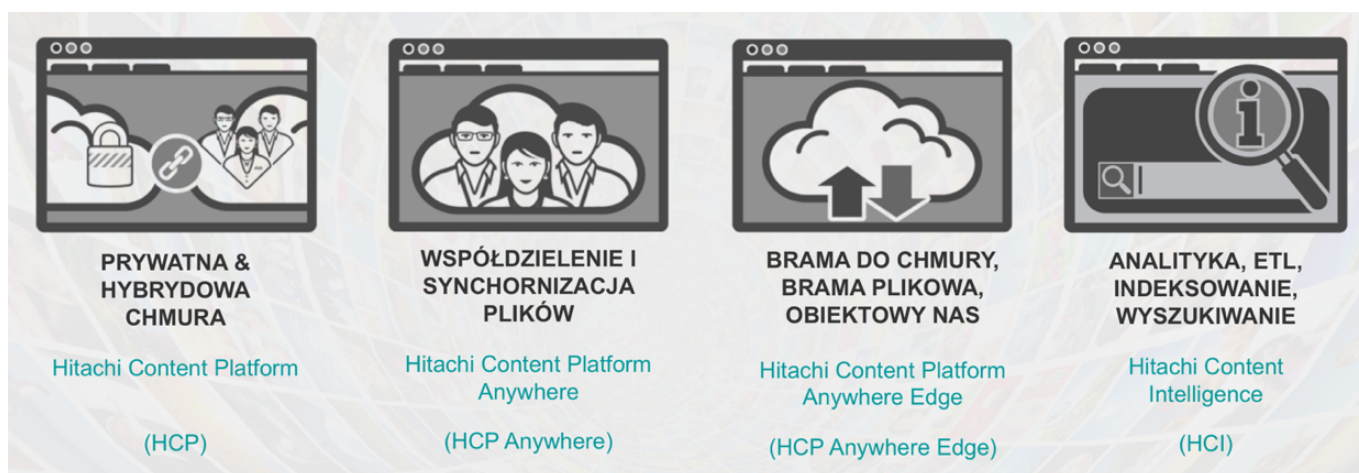 PRYWATNA &
HYBRYDOWA
CHMURA
Hitachi Content Platform
(HCP)
WSPÓŁDZIELENIE I
SYNCHORNIZACJA
PLIKÓW
Hitachi Content Platform
Anywhere
(HCP Anywhere)
BRAMA DO CHMURY,
BRAMA PLIKOWA,
OBIEKTOWY NAS
Hitachi Content Platform
Anywhere Edge
(HCP Anywhere Edge)
ANALITYKA, ETL,
INDEKSOWANIE,
WYSZUKIWANIE
Hitachi Content
Intelligence
(HCI)